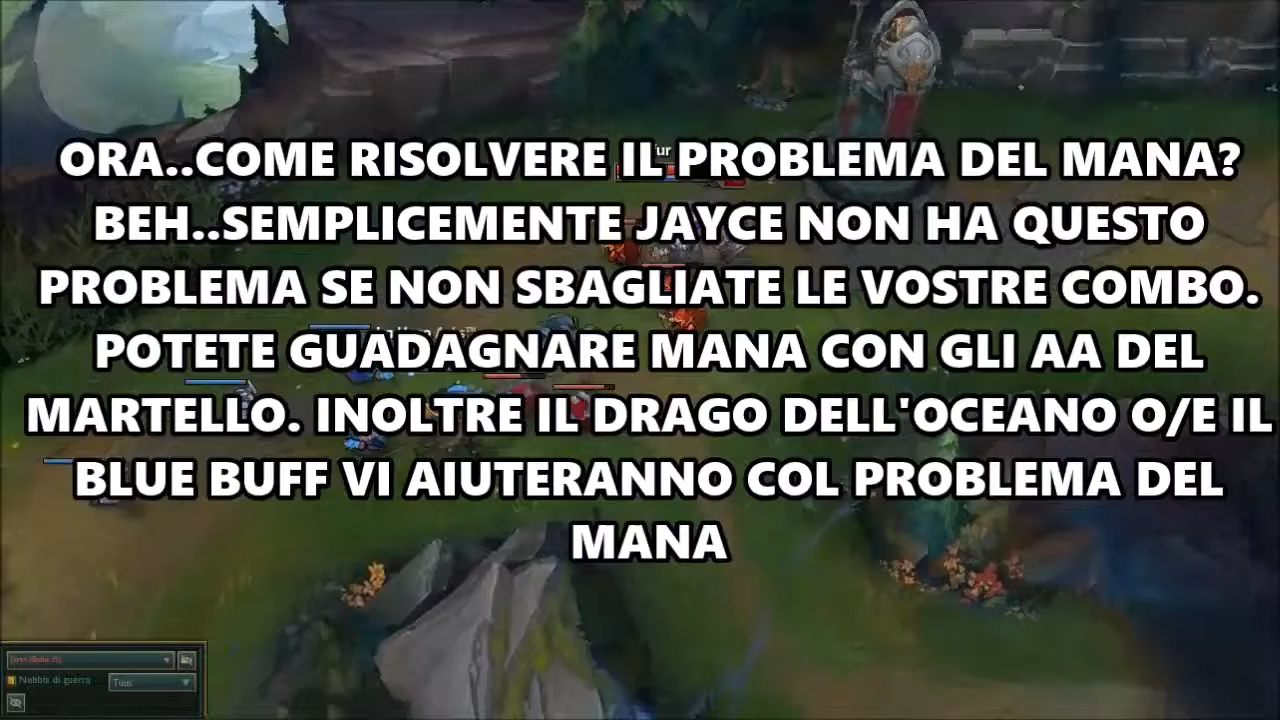 ORA..COME RISOLVERE IL PROBLEMA DEL MANA?
BEH..SEMPLICEMENTE JAYCE NON HA QUESTO
PROBLEMA SE NON SBAGLIATE LE VOSTRE COMBO.
POTETE GUADAGNARE MANA CON GLI AA DEL
MARTELLO. INOLTRE IL DRAGO DELL'OCEANO O/E IL
BLUE BUFF VI AIUTERANNO COL PROBLEMA DEL
MANA
Nebbia di guerra